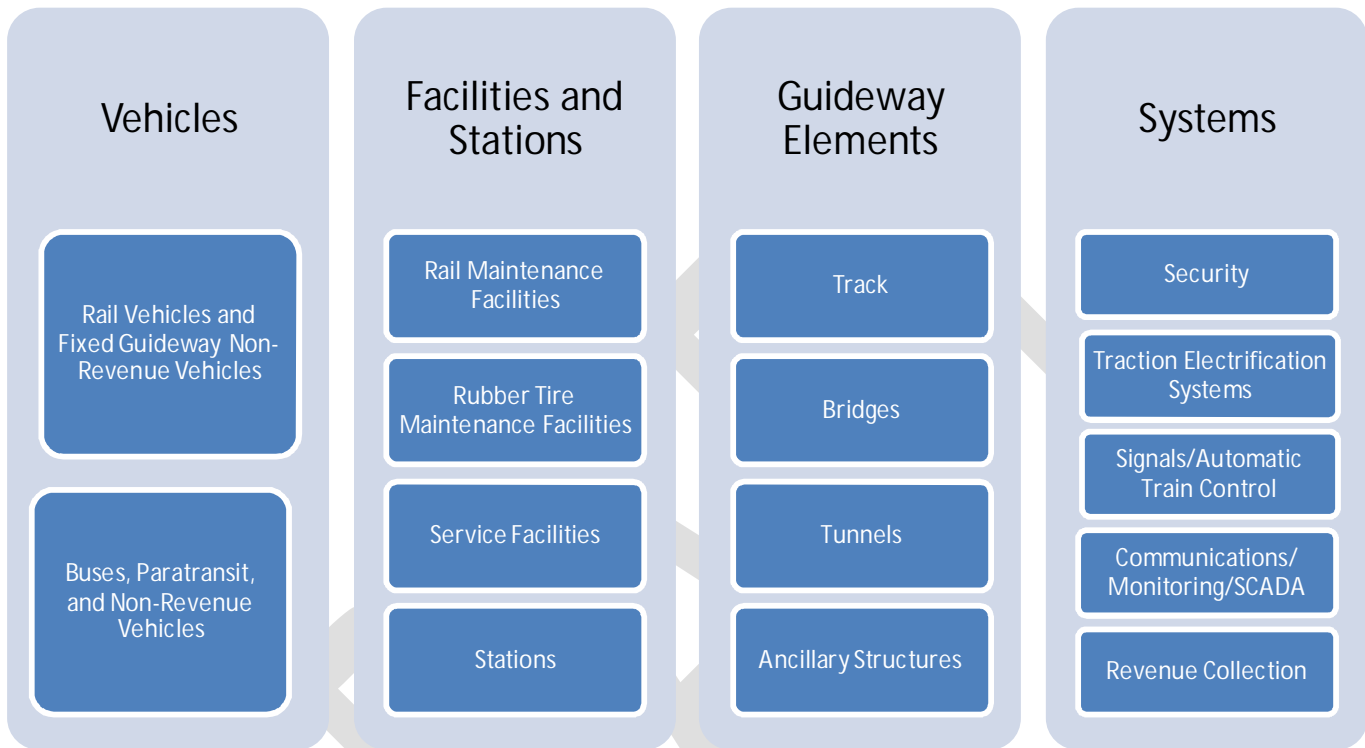 Vehicles
Rail Vehicles and
Fixed Guideway Non-
Revenue Vehicles
Buses, Paratransit,
and Non-Revenue
Vehicles
Facilities and
Stations
Rail Maintenance
Facilities
Rubber Tire
Maintenance Facilities
Service Facilities
Stations
Guideway
Elements
Track
Bridges
Tunnels
Ancillary Structures
Systems
Security
Traction Electrification
Systems
Signals/Automatic
Train Control
Communications/
Monitoring/SCADA
Revenue Collection